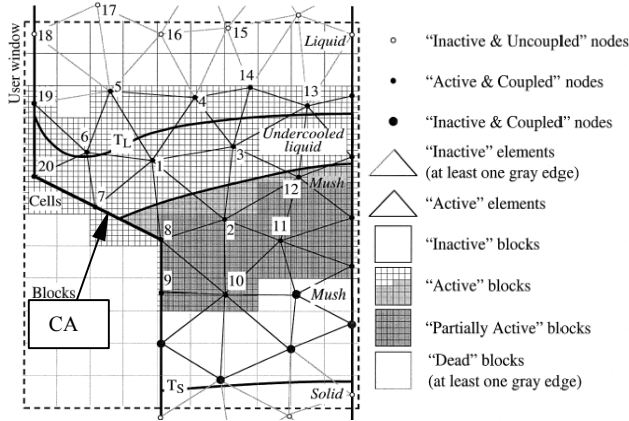 17
18
16
15
Liquid
User window
14
13
5
4
19
T_L
Undercooled
liquid
6
3
20
1
12
Mush
7
Cells
8
2
11
9
10
Mush
Blocks
CA
T_S
Solid
"Inactive & Uncoupled" nodes
"Active & Coupled" nodes
"Inactive & Coupled" nodes
"Inactive" elements
(at least one gray edge)
"Active" elements
"Inactive" blocks
"Active" blocks
"Partially Active" blocks
"Dead" blocks
(at least one gray edge)